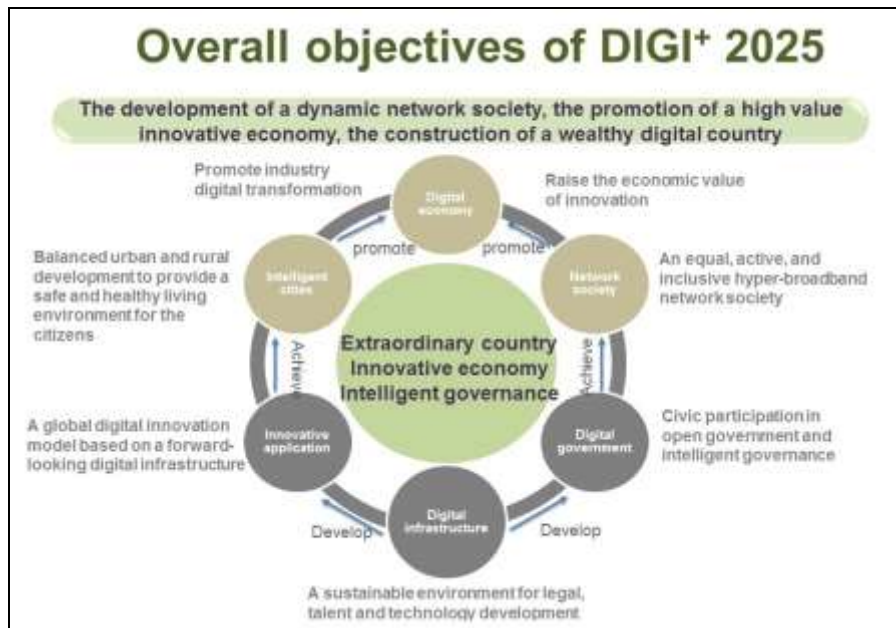 Overall objectives of DIGI+ 2025
The development of a dynamic network society, the promotion of a high value
innovative economy, the construction of a wealthy digital country
Promote industry
digital transformation
Digital
economy
Raise the economic value
of innovation
promote
promote
Balanced urban and rural
development to provide a
safe and healthy living
environment for the
citizens
Intelligent
cities
Network
society
An equal, active, and
inclusive hyper-broadband
network society
Extraordinary country
Innovative economy
Intelligent governance
Achieve
Achieve
A global digital innovation
model based on a forward-
looking digital infrastructure
Innovative
application
Digital
government
Civic participation in
open government and
intelligent governance
Digital
infrastructure
Develop
Develop
A sustainable environment for legal,
talent and technology development